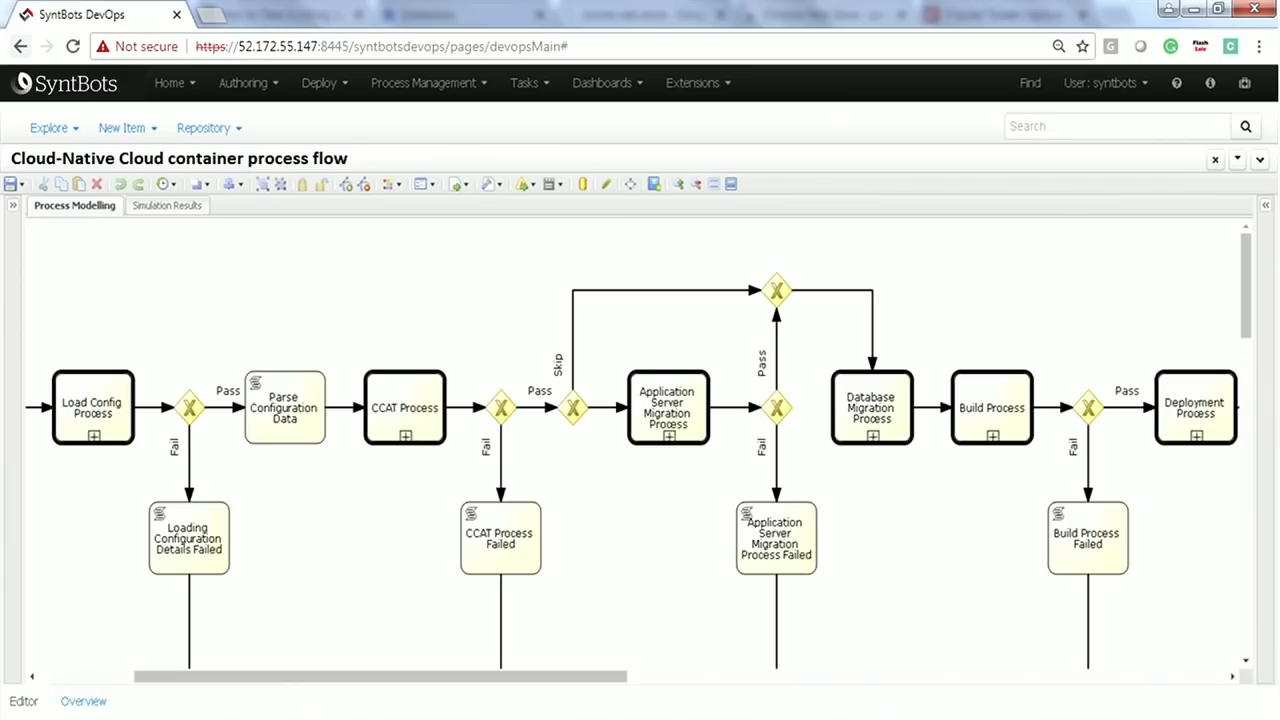 SyntBots DevOps
Not secure
https://52.172.55.147:8445/syntbotsdevops/pages/devopsMain#
SyntBots
Home
Authoring
Deploy
Process Management
Tasks
Dashboards
Extensions
Find
User: syntbots
Explore
New Item
Repository
Search...
Cloud-Native Cloud container process flow
Process Modelling
Simulation Results
Skip
Pass
Load Config
Process
Pass
Parse
Configuration
Data
CCAT Process
Pass
Application
Server
Migration
Process
Database
Migration
Process
Build Process
Pass
Deployment
Process
Fail
Fail
Fail
Fail
Loading
Configuration
Details Failed
CCAT Process
Failed
Application
Server
Migration
Process Failed
Build Process
Failed
Editor
Overview